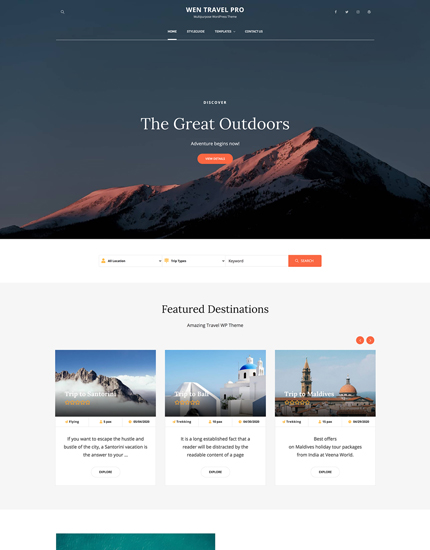 WEN TRAVEL PRO
Multipurpose WordPress Theme
HOME STYLEGUIDE TEMPLATES CONTACT US
DISCOVER
The Great Outdoors
Adventure begins now!
VIEW DETAILS
All Location Trip Types Keyword SEARCH
Featured Destinations
Amazing Travel WP Theme
Trip to Santorini Trip to Bali Trip to Maldives
Flying 5 pax 05/04/2020 Trekking 10 pax 04/30/2020 Trekking 15 pax 04/03/2020
If you want to escape the hustle and
bustle of the city, a Santorini vacation is
the answer to your ...
It is a long established fact that a
reader will be distracted by the
readable content of a page
Best offers
on Maldives holiday tour packages
from India at Veena World.
EXPLORE EXPLORE EXPLORE